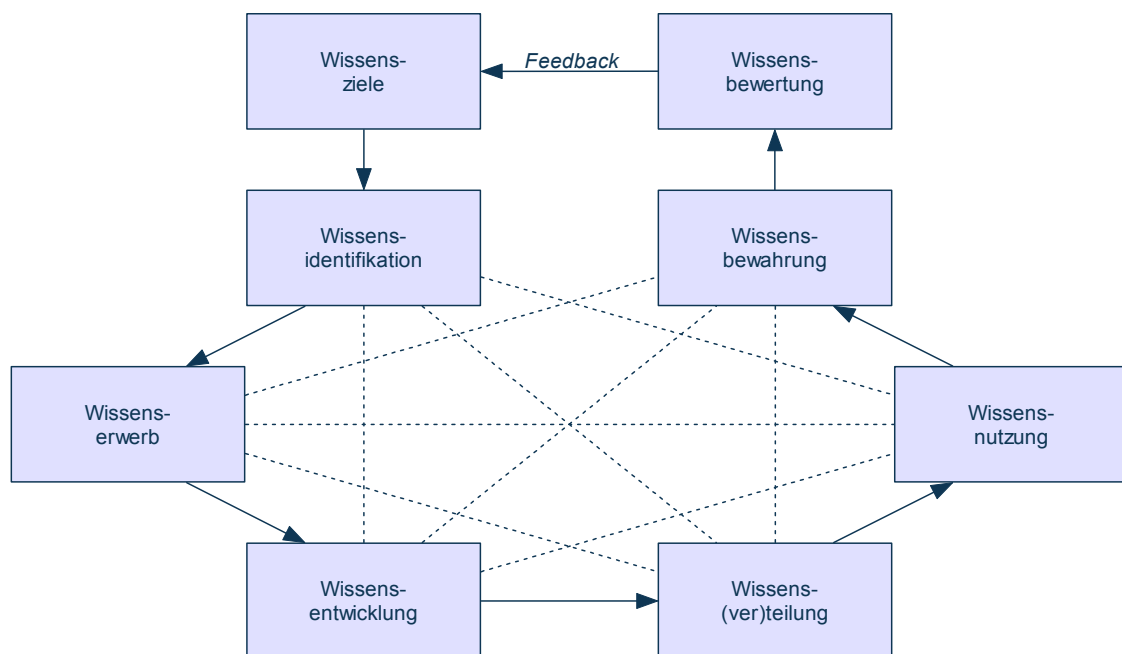 Wissens-
ziele
Feedback
Wissens-
bewertung
Wissens-
identifikation
Wissens-
bewahrung
Wissens-
erwerb
Wissens-
nutzung
Wissens-
entwicklung
Wissens-
(ver)teilung